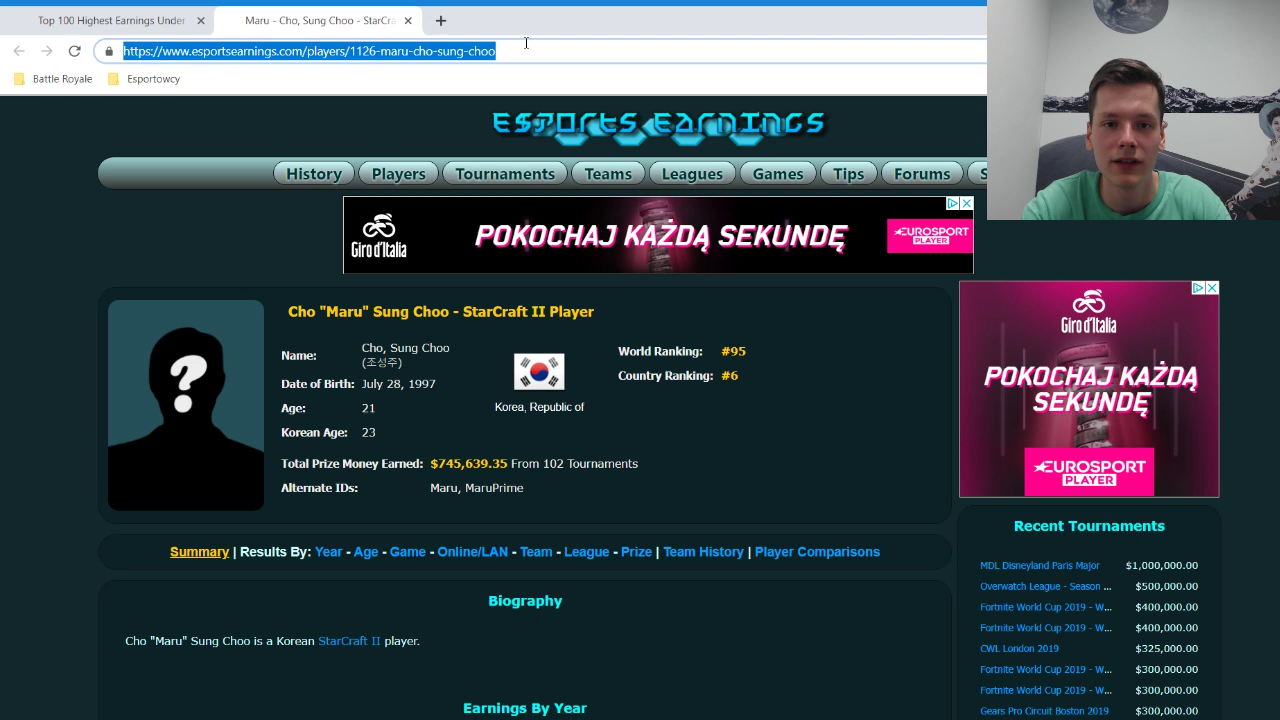 Top 100 Highest Earnings Under
Maru - Cho, Sung Choo - StarCra
https://www.esportsearnings.com/players/1126-maru-cho-sung-choo
Battle Royale
Esportowcy
ESPORTS EARNINGS
History
Players
Tournaments
Teams
Leagues
Games
Tips
Forums
S
Giro d'Italia
POKOCHAJ KAŻDĄ SEKUNDĘ
EUROSPORT
PLAYER
Cho "Maru" Sung Choo - StarCraft II Player
Name: Cho, Sung Choo
(조성주)
Date of Birth: July 28, 1997
Age: 21
Korean Age: 23
Korea, Republic of
World Ranking: #95
Country Ranking: #6
Total Prize Money Earned: $745,639.35 From 102 Tournaments
Alternate IDs: Maru, MaruPrime
Giro d'Italia
POKOCHAJ KAŻDĄ
SEKUNDĘ
EUROSPORT
PLAYER
Summary | Results By: Year - Age - Game - Online/LAN - Team - League - Prize | Team History | Player Comparisons
Biography
Cho "Maru" Sung Choo is a Korean StarCraft II player.
Earnings By Year
Recent Tournaments
MDL Disneyland Paris Major $1,000,000.00
Overwatch League - Season ... $500,000.00
Fortnite World Cup 2019 - W... $400,000.00
Fortnite World Cup 2019 - W... $400,000.00
CWL London 2019 $325,000.00
Fortnite World Cup 2019 - W... $300,000.00
Fortnite World Cup 2019 - W... $300,000.00
Gears Pro Circuit Boston 2019 $300,000.00